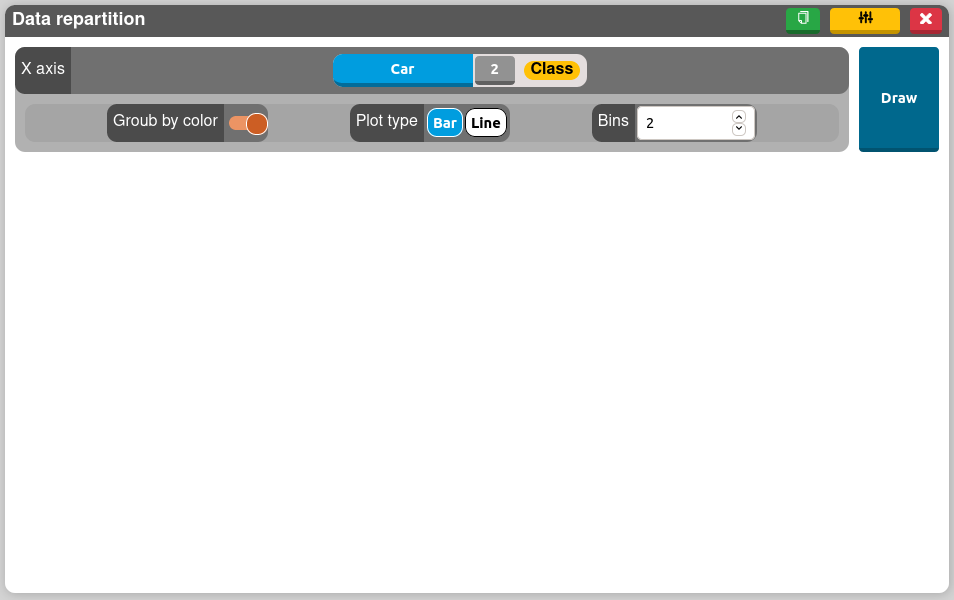 Data repartition
X axis
Car
2
Class
Draw
Groub by color
Plot type
Bar
Line
Bins
2